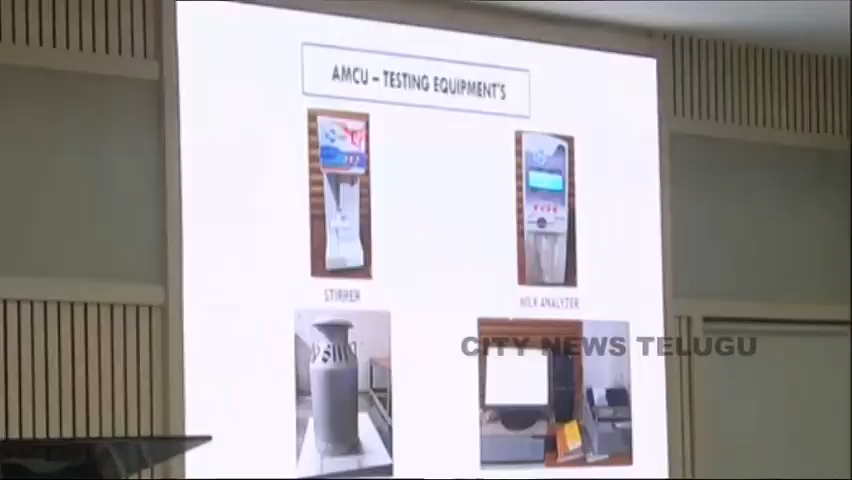 AMCU – TESTING EQUIPMENT'S
STIRRER
MILK ANALYZER
CITY NEWS TELUGU